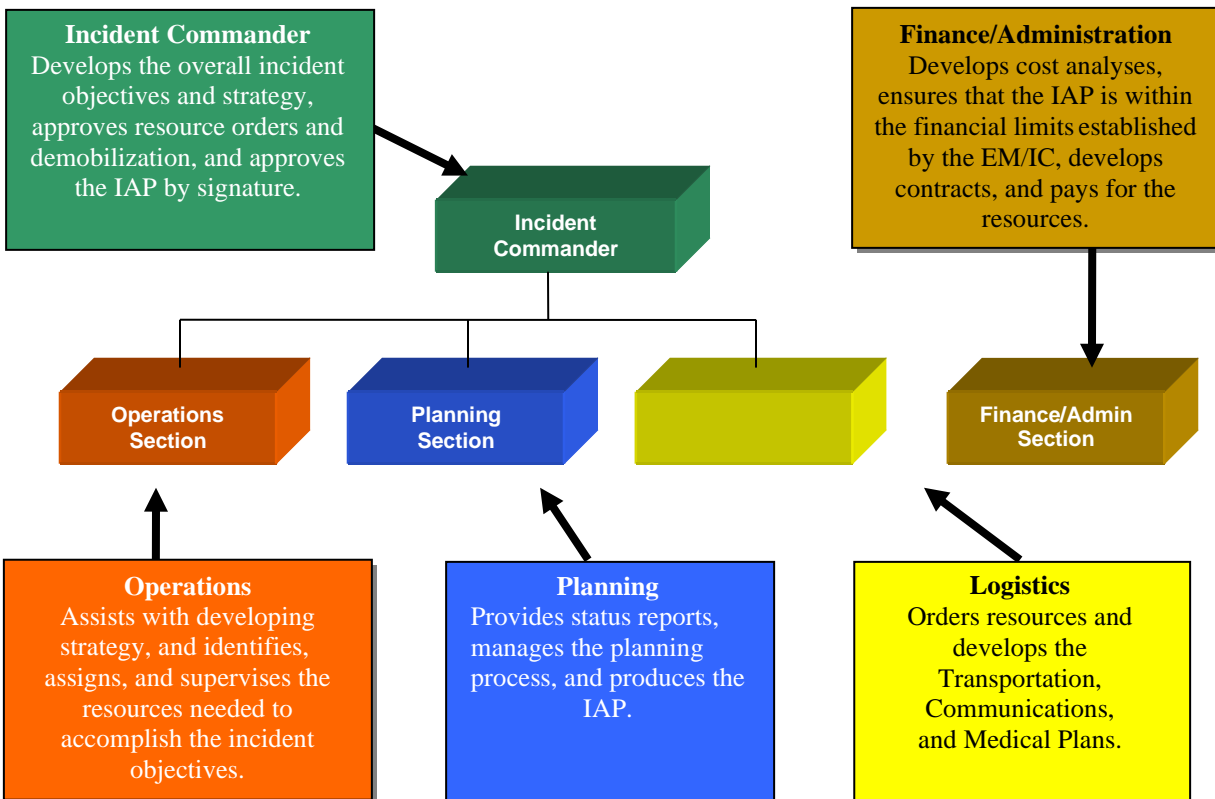 Incident Commander
Develops the overall incident
objectives and strategy,
approves resource orders and
demobilization, and approves
the IAP by signature.
Finance/Administration
Develops cost analyses,
ensures that the IAP is within
the financial limits established
by the EM/IC, develops
contracts, and pays for the
resources.
Incident
Commander
Operations
Section
Planning
Section
Finance/Admin
Section
Operations
Assists with developing
strategy, and identifies,
assigns, and supervises the
resources needed to
accomplish the incident
objectives.
Planning
Provides status reports,
manages the planning
process, and produces the
IAP.
Logistics
Orders resources and
develops the
Transportation,
Communications,
and Medical Plans.